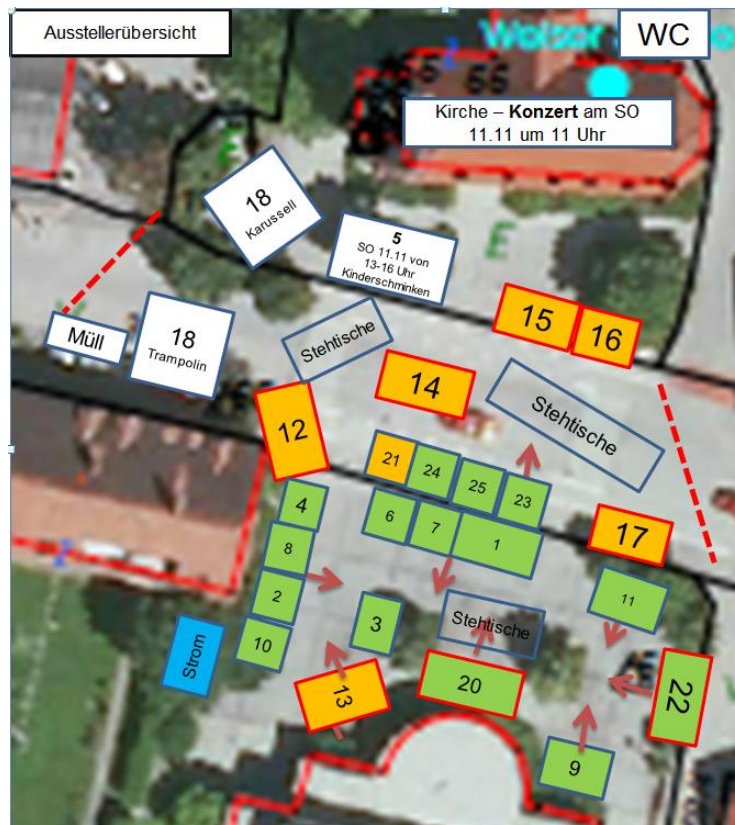 Ausstellerübersicht
WC
Kirche – Konzert am SO
11.11 um 11 Uhr
18
Karussell
5
SO 11.11 von
13-16 Uhr
Kinderschminken
E
E
15
16
Müll
18
Trampolin
Stehtische
14
Stehtische
12
21
24
25
23
4
6
7
1
17
8
2
3
Stehtische
11
10
Strom
13
20
22
9